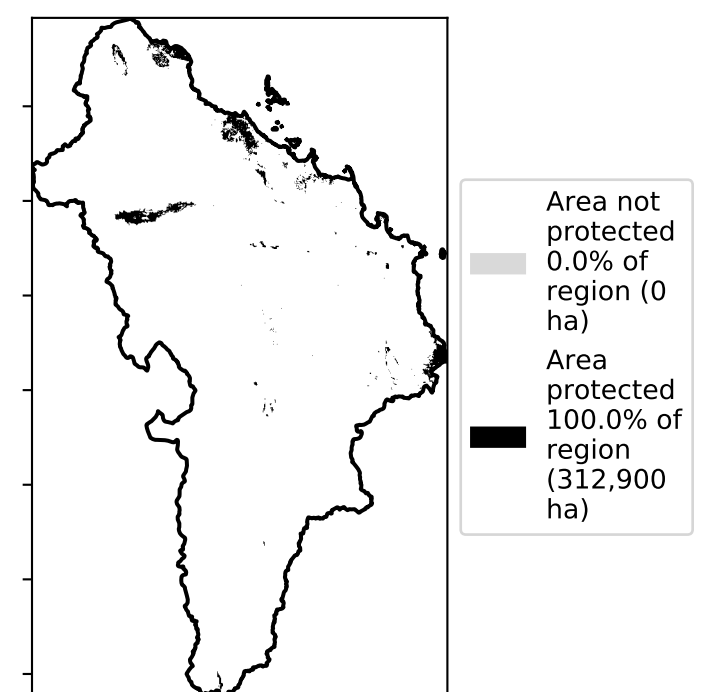 Area not
protected
0.0% of
region (0
ha)
Area
protected
100.0% of
region
(312,900
ha)